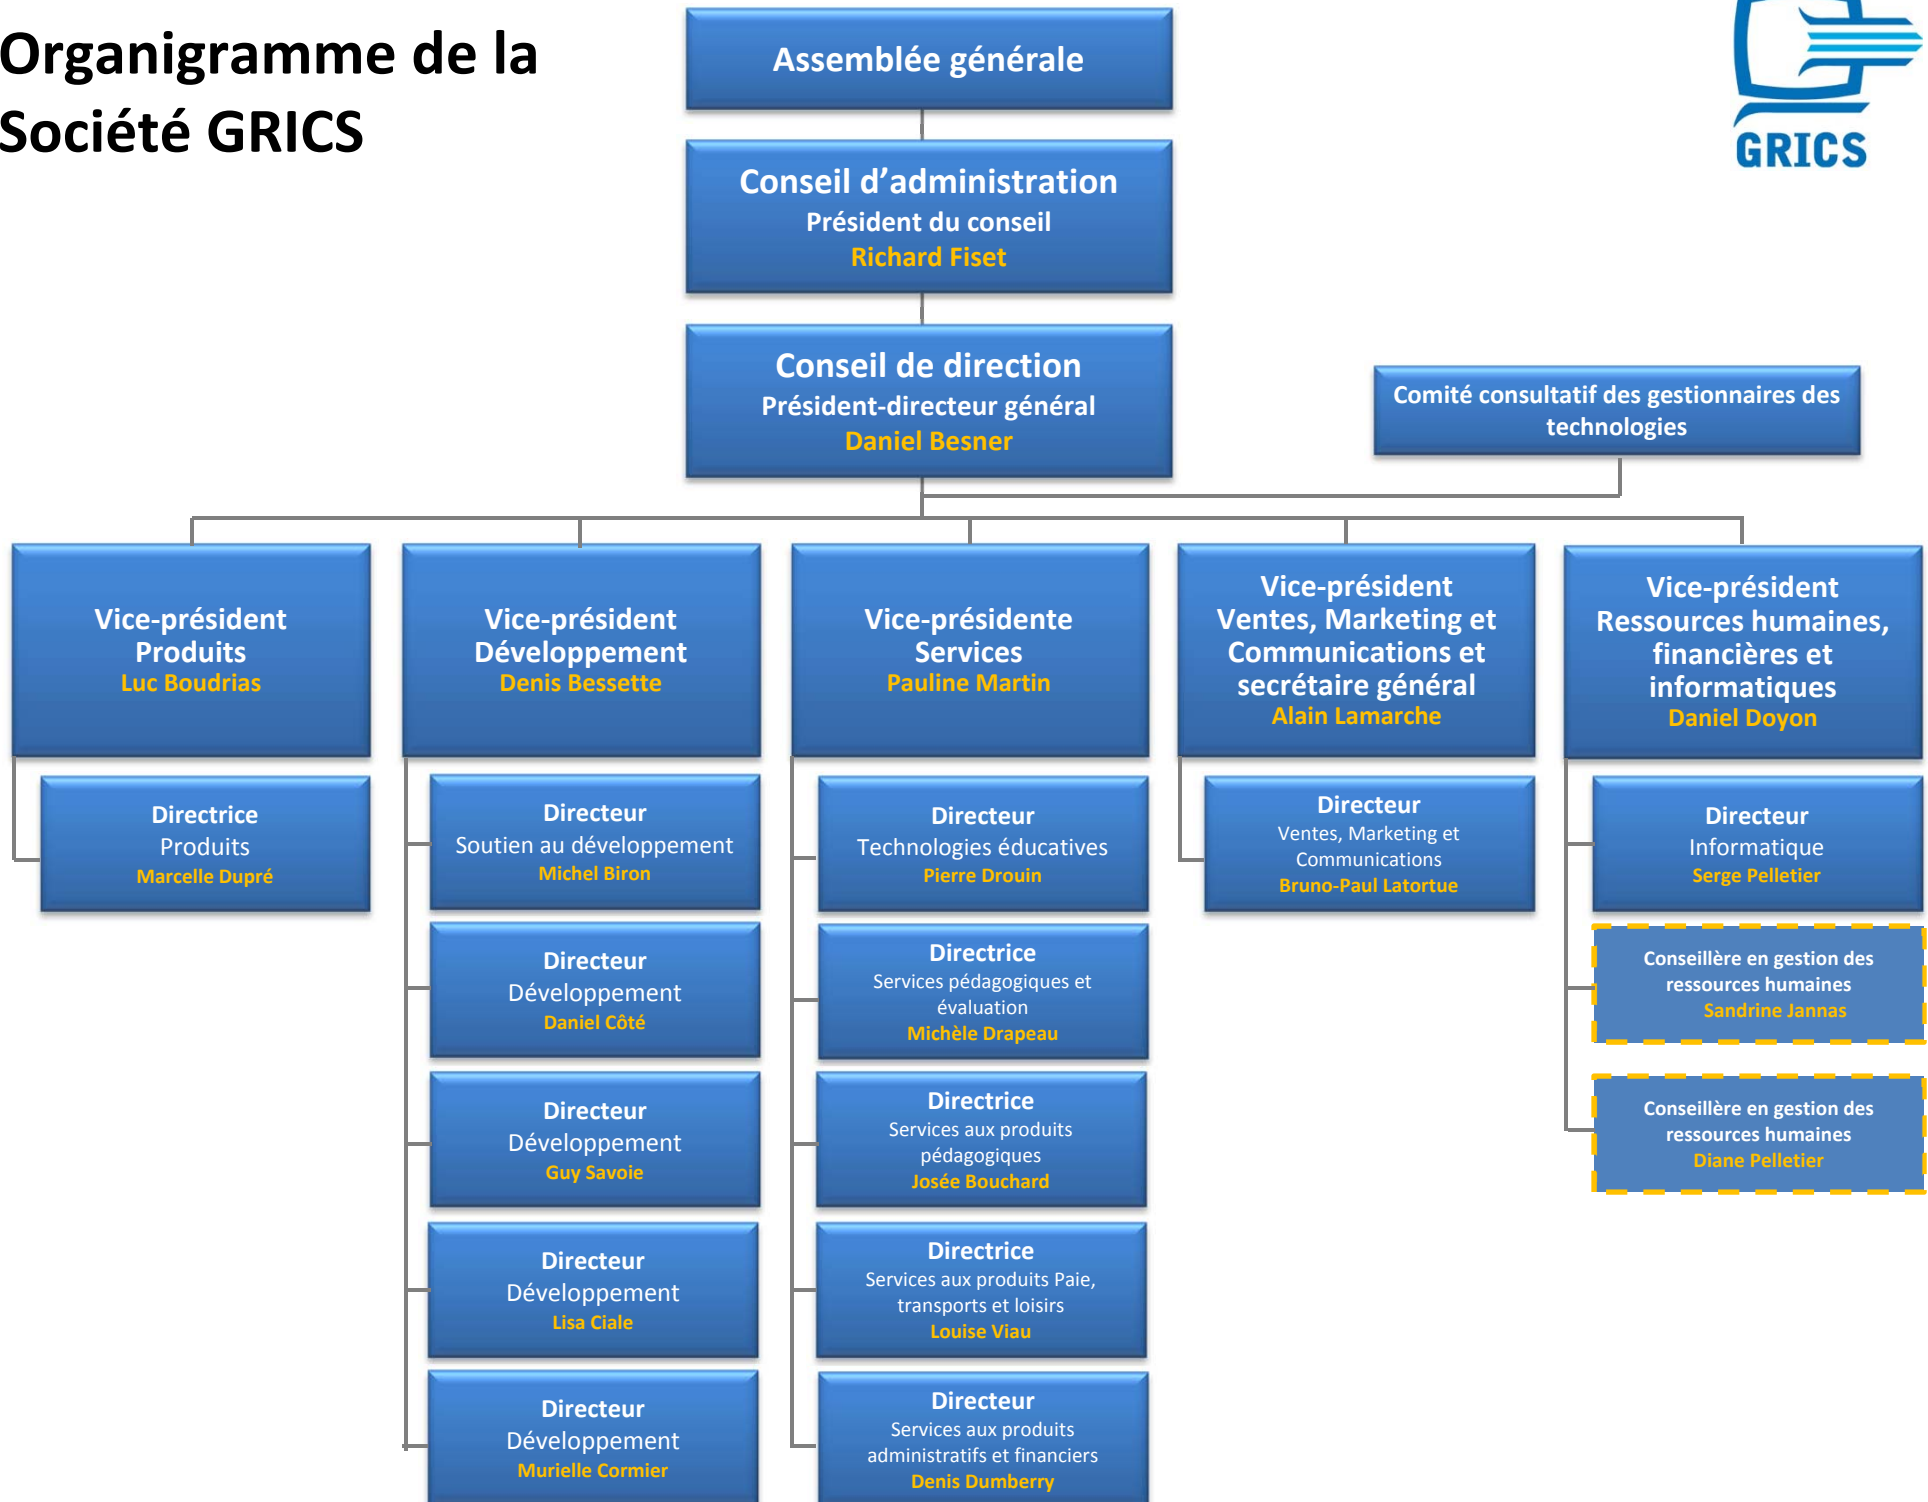 Organigramme de la
Société GRICS
GRICS
Assemblée générale
Conseil d’administration
Président du conseil
Richard Fiset
Conseil de direction
Président-directeur général
Daniel Besner
Comité consultatif des gestionnaires des
technologies
Vice-président
Produits
Luc Boudrias
Directrice
Produits
Marcelle Dupré
Vice-président
Développement
Denis Bessette
Directeur
Soutien au développement
Michel Biron
Directeur
Développement
Daniel Côté
Directeur
Développement
Guy Savoie
Directeur
Développement
Lisa Ciale
Directeur
Développement
Murielle Cormier
Vice-présidente
Services
Pauline Martin
Directeur
Technologies éducatives
Pierre Drouin
Directrice
Services pédagogiques et
évaluation
Michèle Drapeau
Directrice
Services aux produits
pédagogiques
Josée Bouchard
Directrice
Services aux produits Paie,
transports et loisirs
Louise Viau
Directeur
Services aux produits
administratifs et financiers
Denis Dumberry
Vice-président
Ventes, Marketing et
Communications et
secrétaire général
Alain Lamarche
Directeur
Ventes, Marketing et
Communications
Bruno-Paul Latortue
Vice-président
Ressources humaines,
financières et
informatiques
Daniel Doyon
Directeur
Informatique
Serge Pelletier
Conseillère en gestion des
ressources humaines
Sandrine Jannas
Conseillère en gestion des
ressources humaines
Diane Pelletier